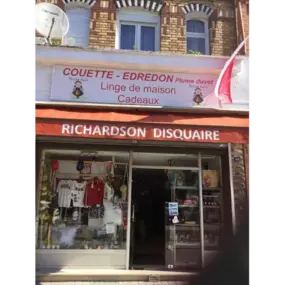 COUETTE - EDREDON Plume duvet
Linge de maison
Cadeaux
RICHARDSON DISQUAIRE